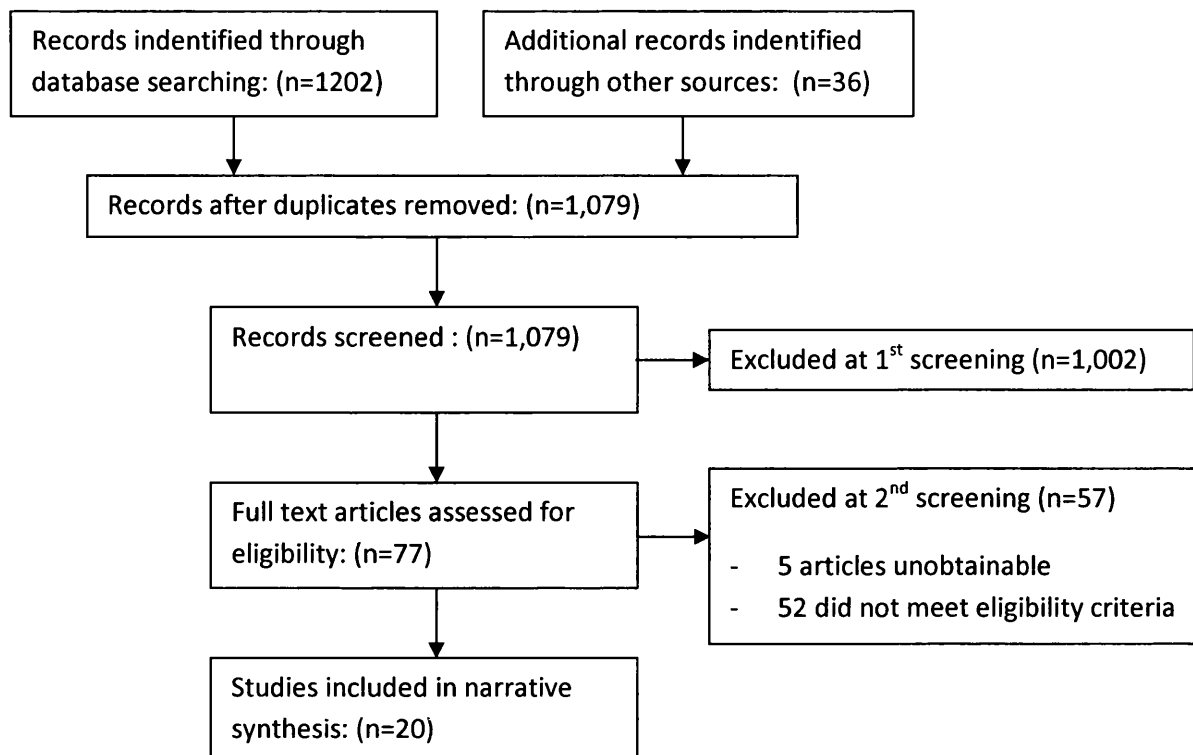 Records indentified through
database searching: (n=1202)
Additional records indentified
through other sources: (n=36)
Records after duplicates removed: (n=1,079)
Records screened : (n=1,079)
Excluded at 1st screening (n=1,002)
Full text articles assessed for
eligibility: (n=77)
Excluded at 2nd screening (n=57)
- 5 articles unobtainable
- 52 did not meet eligibility criteria
Studies included in narrative
synthesis: (n=20)